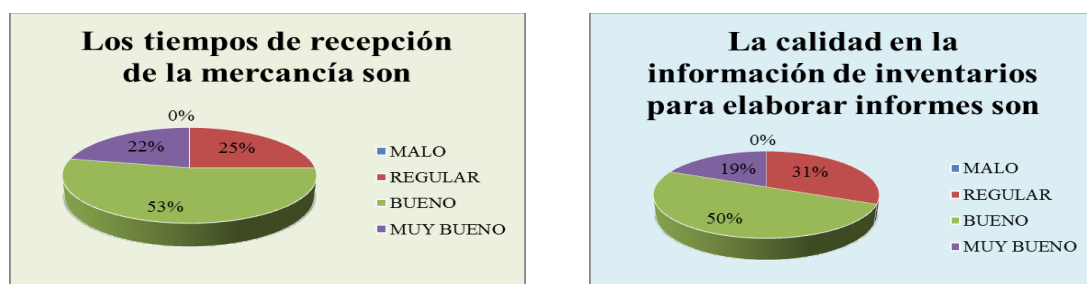 Los tiempos de recepción
de la mercancía son
0%
22%
25%
53%
MALO
REGULAR
BUENO
MUY BUENO
La calidad en la
información de inventarios
para elaborar informes son
0%
19%
31%
50%
MALO
REGULAR
BUENO
MUY BUENO